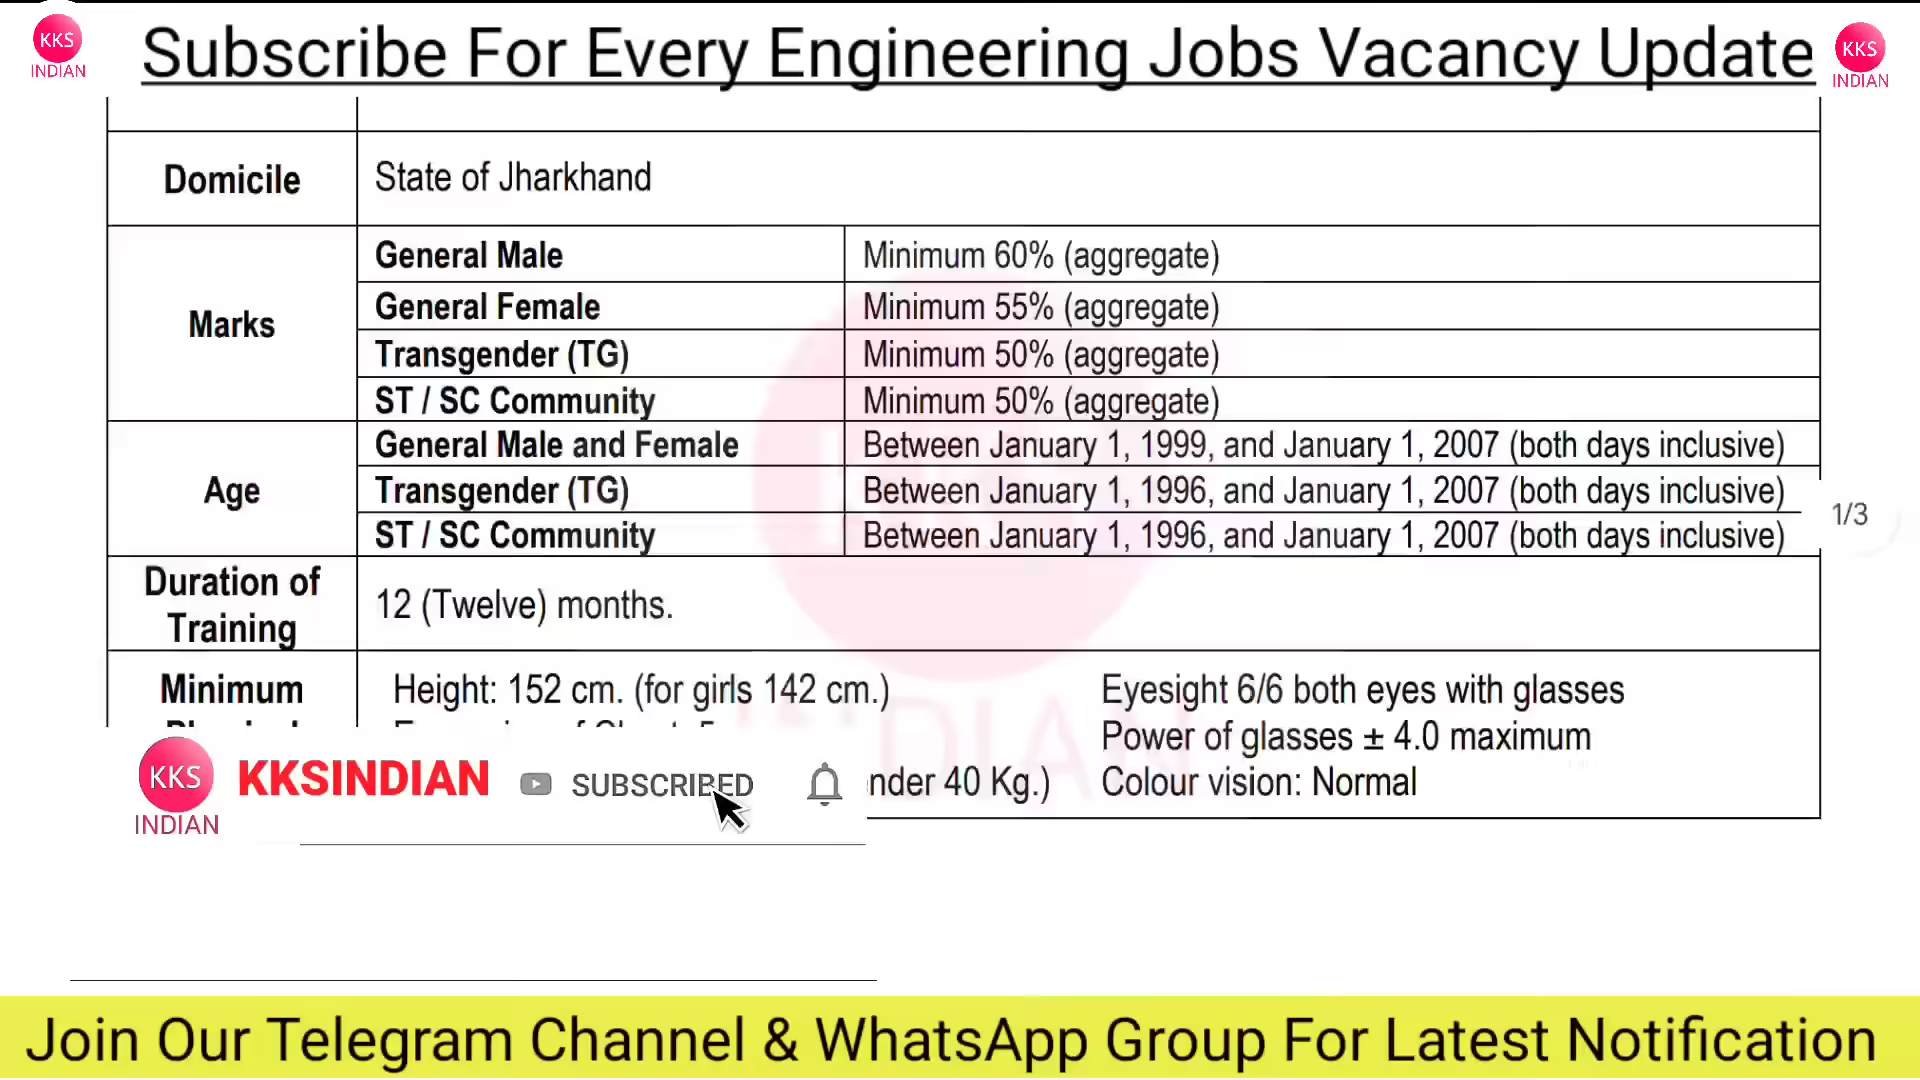 KKS
INDIAN
Subscribe For Every Engineering Jobs Vacancy Update
KKS
INDIAN
Domicile
State of Jharkhand
Marks
General Male
Minimum 60% (aggregate)
General Female
Minimum 55% (aggregate)
Transgender (TG)
Minimum 50% (aggregate)
ST / SC Community
Minimum 50% (aggregate)
Age
General Male and Female
Between January 1, 1999, and January 1, 2007 (both days inclusive)
Transgender (TG)
Between January 1, 1996, and January 1, 2007 (both days inclusive)
ST / SC Community
Between January 1, 1996, and January 1, 2007 (both days inclusive)
1/3
Duration of
Training
12 (Twelve) months.
Minimum
Height: 152 cm. (for girls 142 cm.)
Eyesight 6/6 both eyes with glasses
Power of glasses ± 4.0 maximum
40 Kg.)
Colour vision: Normal
INDIAN
KKS
INDIAN
KKSINDIAN
SUBSCRIBED
Join Our Telegram Channel & WhatsApp Group For Latest Notification